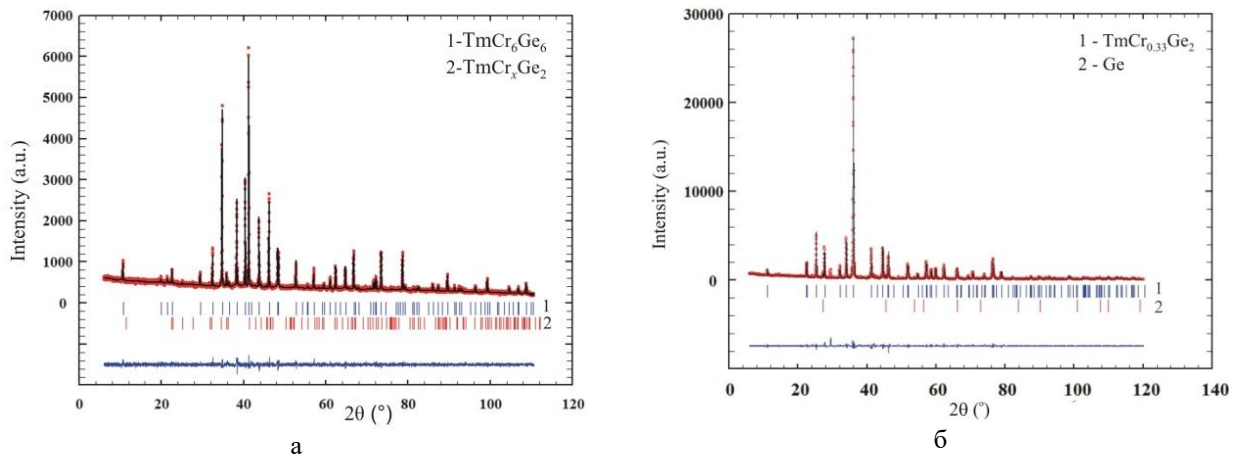 7000
6000
5000
4000
3000
2000
1000
0
Intensity (a.u.)
1-TmCr₆Ge₆
2-TmCrₓGe₂
1
2
0 20 40 60 80 100 120
2θ (°)
а
30000
20000
10000
0
Intensity (a.u.)
1 - TmCr₀.₃₃Ge₂
2 - Ge
1
2
0 20 40 60 80 100 120 140
2θ (°)
б